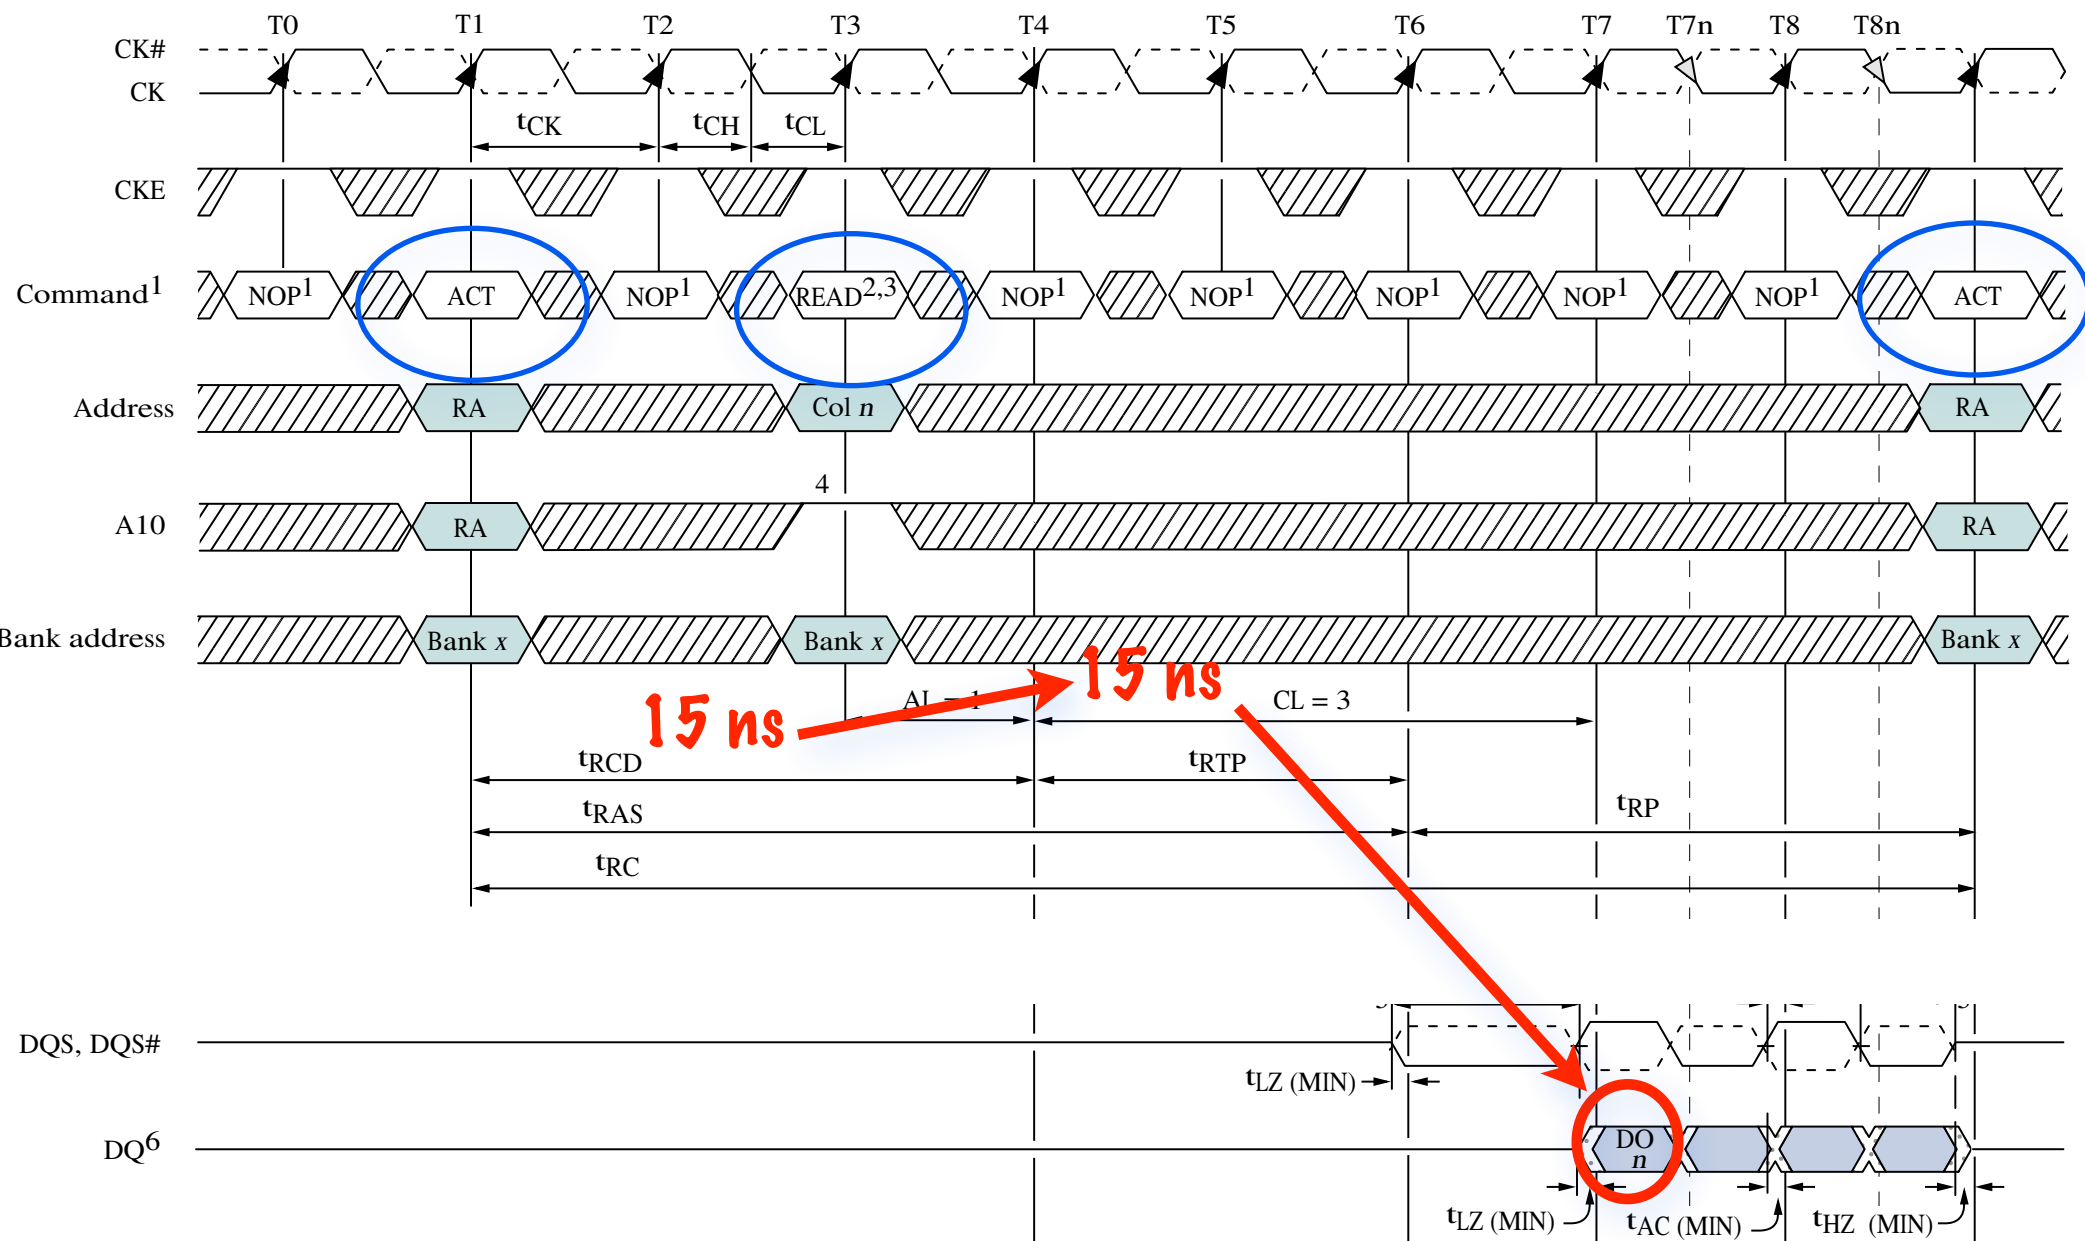 T0 T1 T2 T3 T4 T5 T6 T7 T7n T8 T8n
CK#
CK
tCK tCH tCL
CKE
Command1 NOP1 ACT NOP1 READ2,3 NOP1 NOP1 NOP1 NOP1 NOP1 ACT
Address RA Col n RA
4
A10 RA RA
Bank address Bank x Bank x Bank x
15 ns 15 ns
AL = 1 CL = 3
tRCD tRTP
tRAS tRP
tRC
DQS, DQS#
tLZ (MIN)
DQ6 DO
n
tLZ (MIN) tAC (MIN) tHZ (MIN)